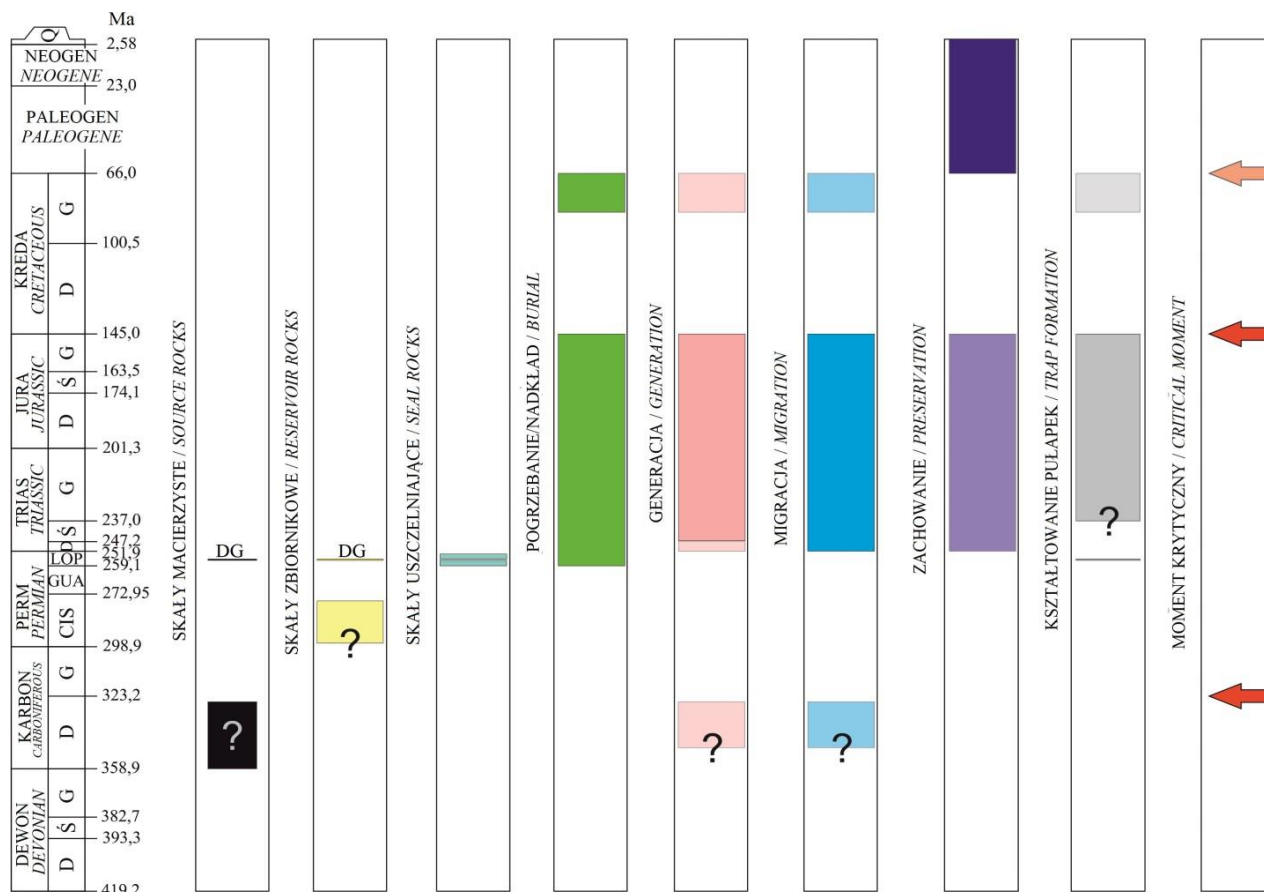 Ma
Q
2,58
NEOGEN
NEOGENE
23,0
PALEOGEN
PALEOGENE
66,0
KREDA
CRETACEOUS
G
100,5
D
145,0
JURA
JURASSIC
G
163,5
Ś
174,1
D
201,3
TRIAS
TRIASSIC
G
237,0
Ś
247,2
D
251,9
PERM
PERMIAN
LOP
259,1
GUA
272,95
CIS
298,9
KARBON
CARBONIFEROUS
G
323,2
D
358,9
DEWON
DEVONIAN
G
382,7
Ś
393,3
D
419,2
SKAŁY MACIERZYSTE / SOURCE ROCKS
DG
?
SKAŁY ZBIORNIKOWE / RESERVOIR ROCKS
DG
?
SKAŁY USZCZELNIAJĄCE / SEAL ROCKS
POGRZEBANIE/NADKŁAD / BURIAL
GENERACJA / GENERATION
?
MIGRACJA / MIGRATION
?
ZACHOWANIE / PRESERVATION
KSZTAŁTOWANIE PUŁAPEK / TRAP FORMATION
?
MOMENT KRYTYCZNY / CRITICAL MOMENT